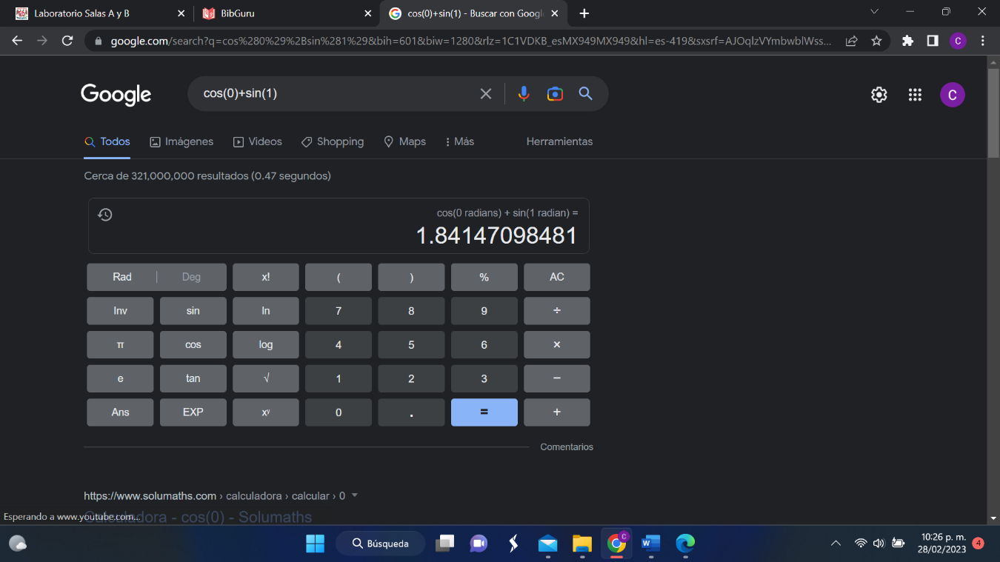 Laboratorio Salas A y B
BibGuru
cos(0)+sin(1) - Buscar con Google
google.com/search?q=cos%280%29%2Bsin%281%29&bih=601&biw=1280&rlz=1C1VDKB_esMX949MX949&hl=es-419&sxsrf=AJOqlzVYmbwblWss...
C
Google
cos(0)+sin(1)
C
Todos Imágenes Videos Shopping Maps Más Herramientas
Cerca de 321,000,000 resultados (0.47 segundos)
cos(0 radians) + sin(1 radian) =
1.84147098481
Rad | Deg x! ( ) % AC
Inv sin ln 7 8 9 ÷
π cos log 4 5 6 ×
e tan √ 1 2 3 −
Ans EXP xʸ 0 . = +
Comentarios
https://www.solumaths.com › calculadora › calcular › 0
Calculadora - cos(0) - Solumaths
Esperando a www.youtube.com...
Búsqueda
C
W
10:26 p. m.
28/02/2023
4